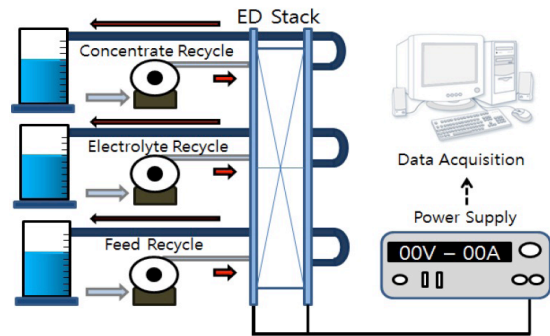 ED Stack
Concentrate Recycle
Electrolyte Recycle
Feed Recycle
Data Acquisition
Power Supply
00V – 00A